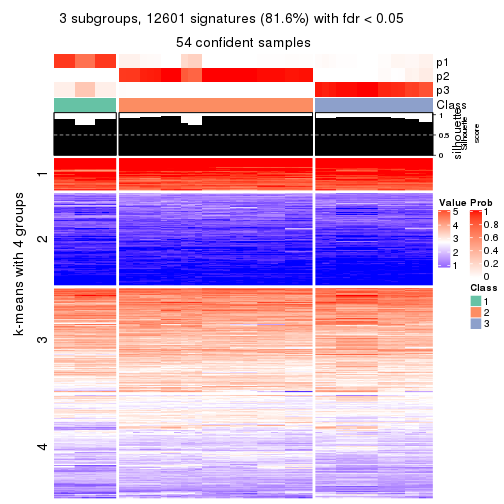 3 subgroups, 12601 signatures (81.6%) with fdr < 0.05
54 confident samples
p1
p2
p3
Class
1
0.5
0
silhouette
Silhouette
score
k-means with 4 groups
1
2
3
4
Value
5
4
3
2
1
Prob
1
0.8
0.6
0.4
0.2
0
Class
1
2
3